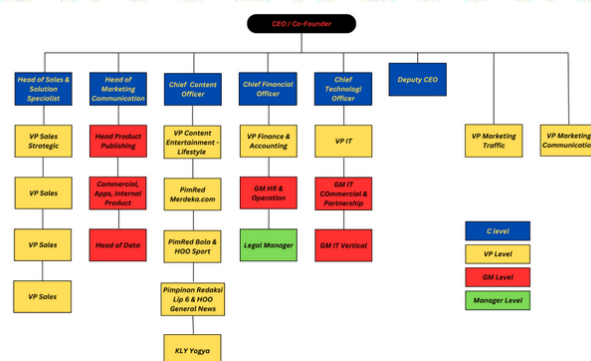 CEO / Co-Founder
Head of Sales &
Solution
Specialist
Head of
Marketing
Communication
Chief Content
Officer
Chief Financial
Officer
Chief
Technologi
Officer
Deputy CEO
VP Sales
Strategic
Head Product
Publishing
VP Content
Entertainment -
Lifestyle
VP Finance &
Accounting
VP IT
VP Marketing
Traffic
VP Marketing
Communicatio
VP Sales
Commercial,
Apps, Internal
Product
PimRed
Merdeka.com
GM HR &
Operation
GM IT
COmmercial &
Partnership
VP Sales
Head of Data
PimRed Bola &
HOO Sport
Legal Manager
GM IT Vertical
VP Sales
Pimpinan Redaksi
Lip 6 & HOO
General News
KLY Yogya
C level
VP Level
GM Level
Manager Level